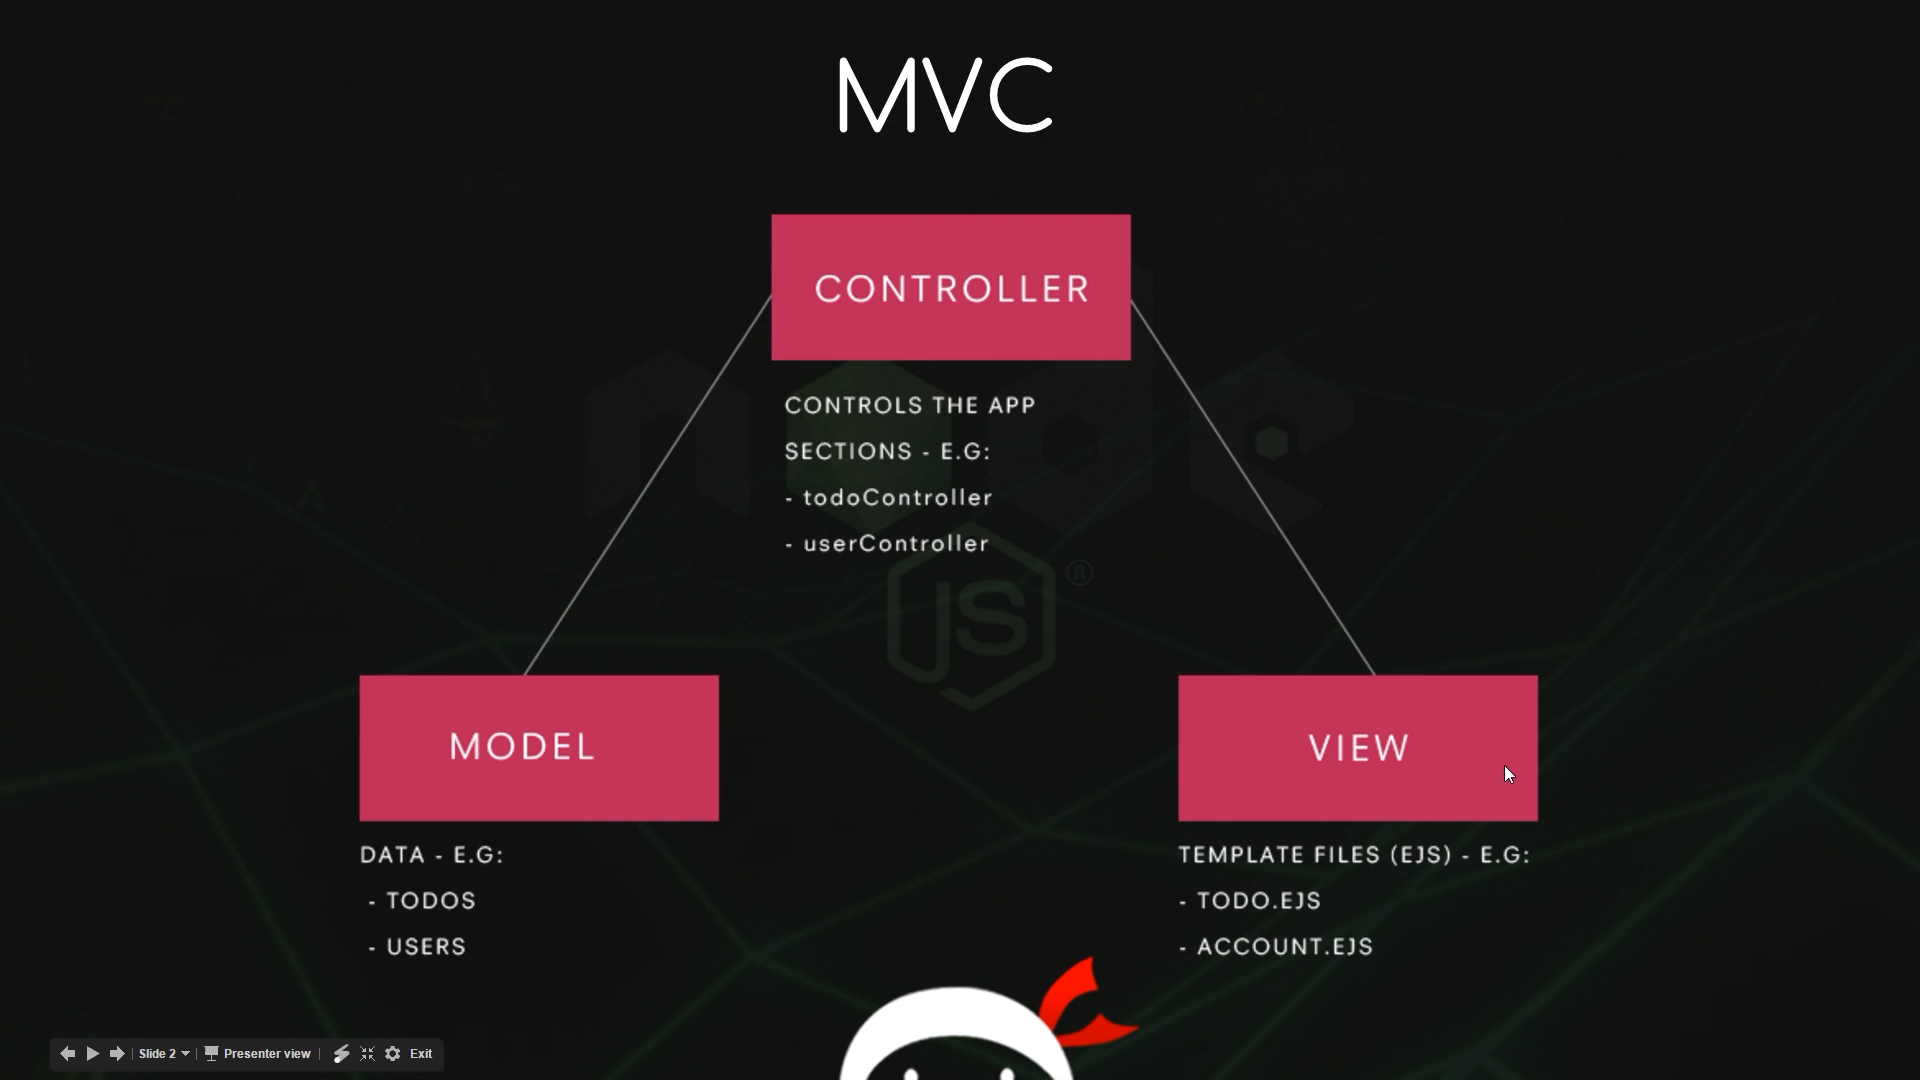 MVC
CONTROLLER
CONTROLS THE APP
SECTIONS - E.G:
- todoController
- userController
JS ®
MODEL
DATA - E.G:
- TODOS
- USERS
VIEW
TEMPLATE FILES (EJS) - E.G:
- TODO.EJS
- ACCOUNT.EJS
Slide 2 Presenter view Exit